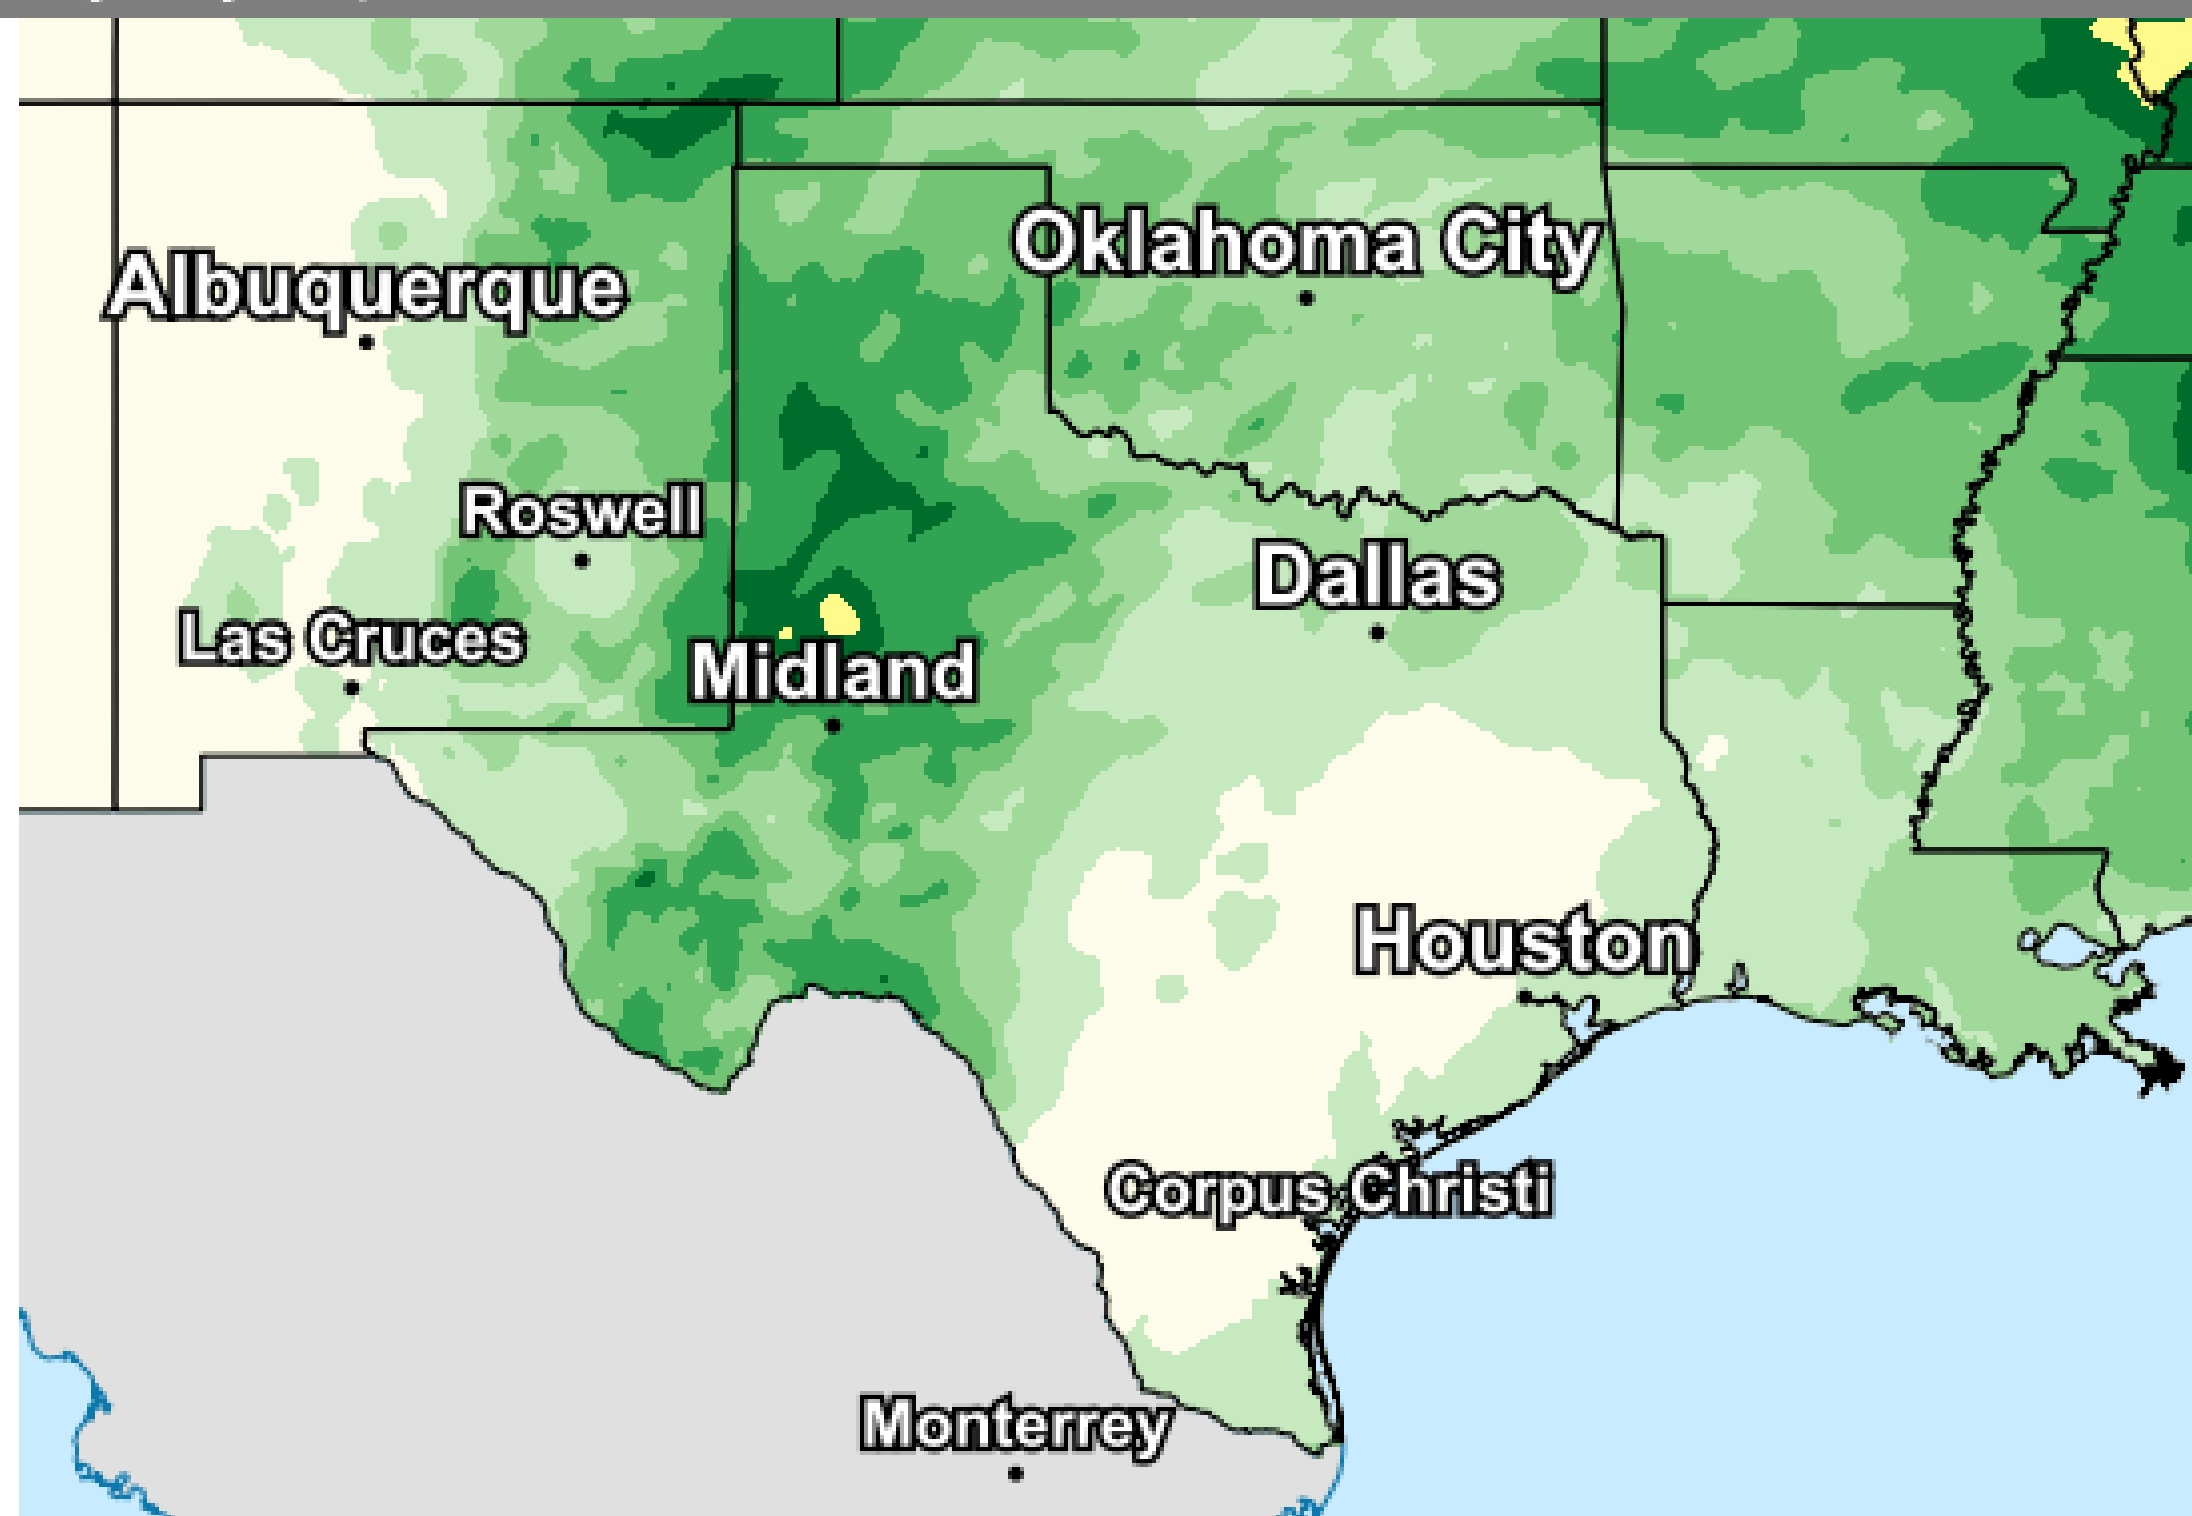 Oklahoma City
Albuquerque
Roswell
Dallas
Las Cruces
Midland
Houston
Corpus Christi
Monterrey